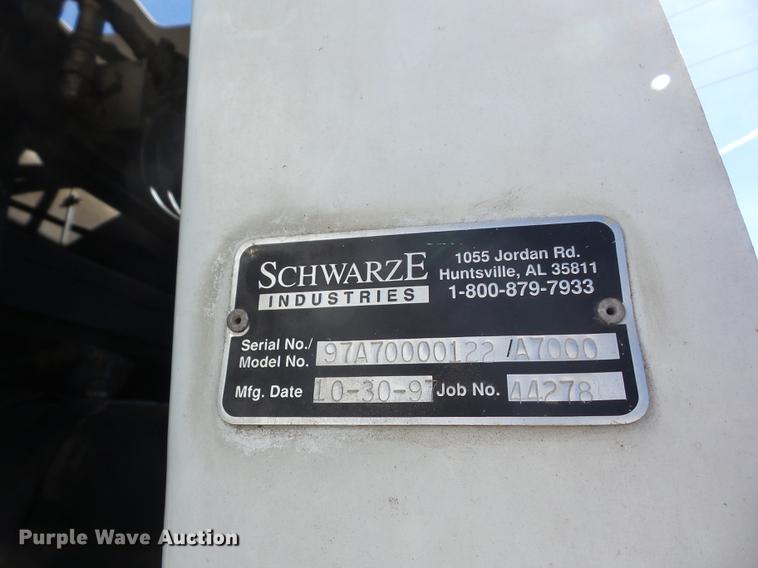 SCHWARZE
INDUSTRIES
1055 Jordan Rd.
Huntsville, AL 35811
1-800-879-7933
Serial No./
Model No. 97A70000122 /A7000
Mfg. Date 10-30-97 Job No. 44278
Purple Wave Auction